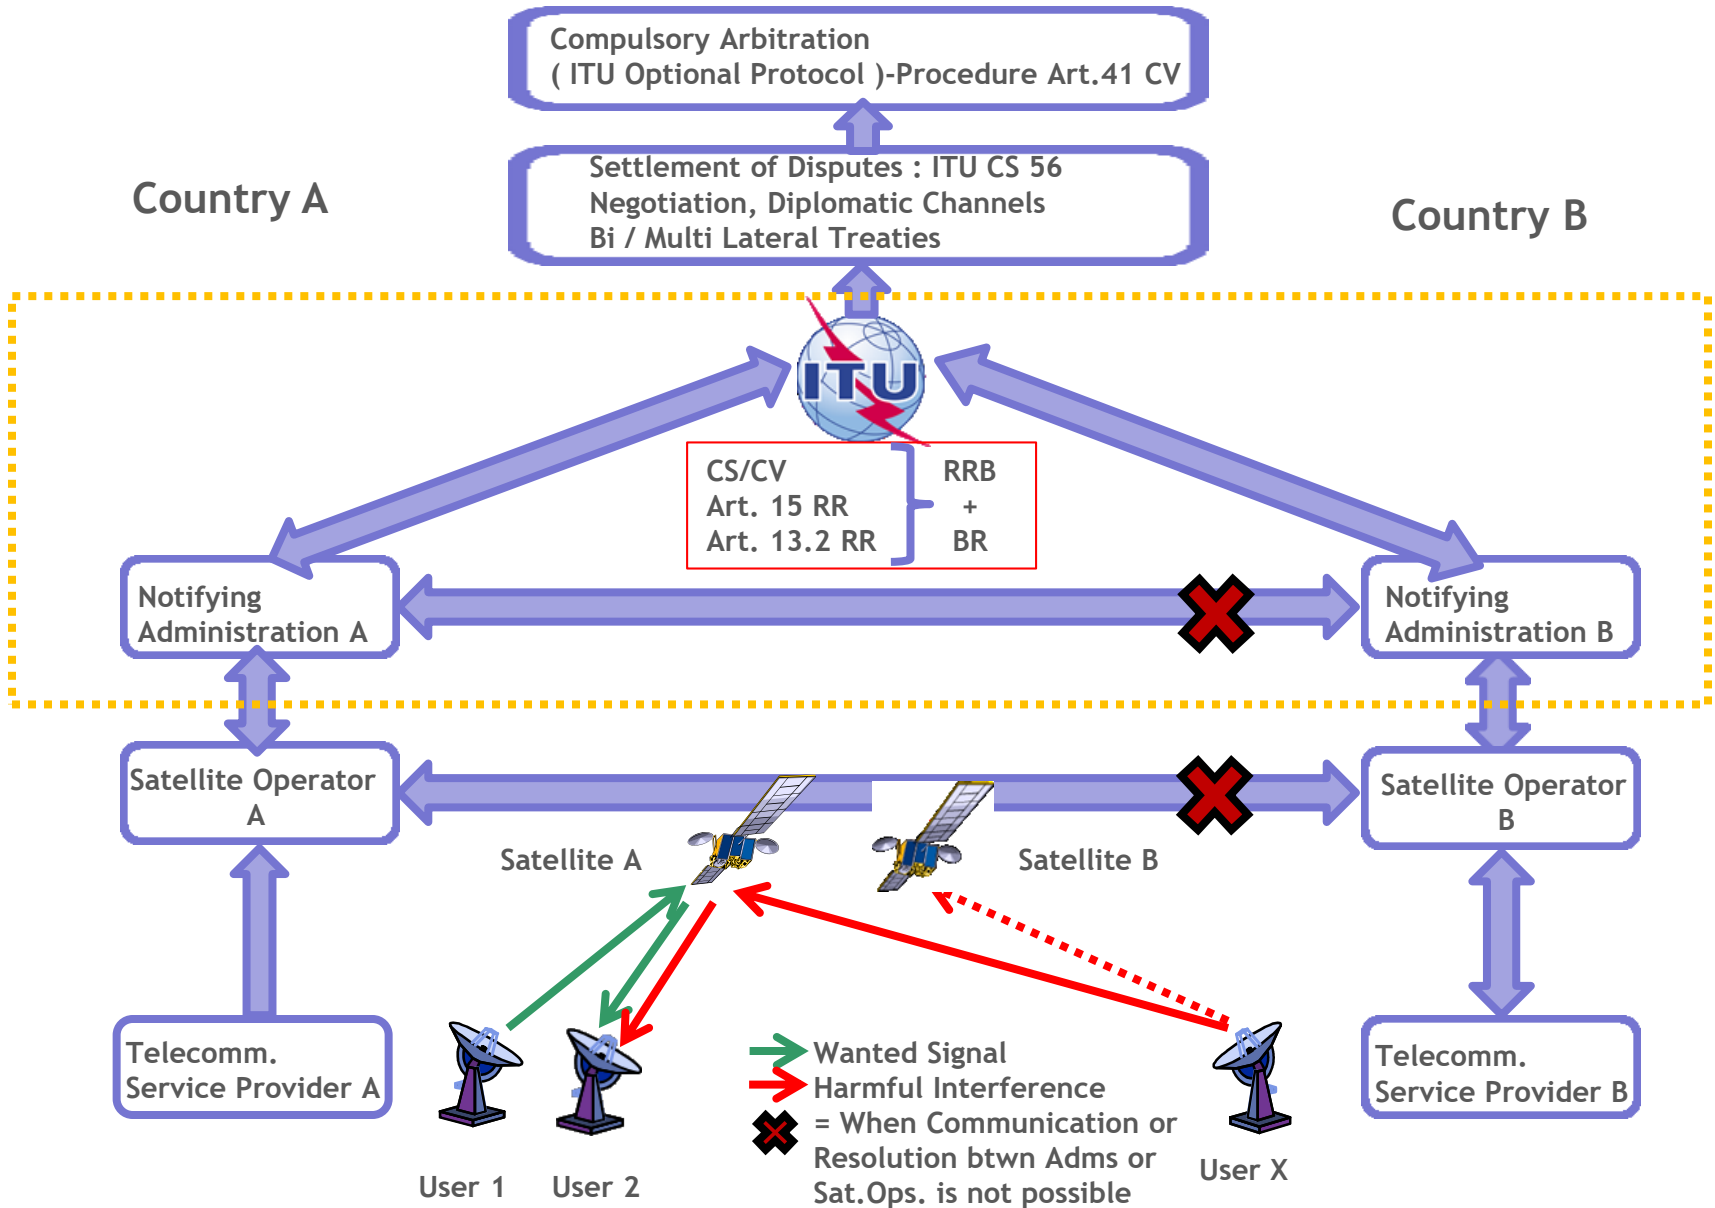 Compulsory Arbitration
( ITU Optional Protocol )-Procedure Art.41 CV
Settlement of Disputes : ITU CS 56
Negotiation, Diplomatic Channels
Bi / Multi Lateral Treaties
Country A
Country B
ITU
CS/CV
Art. 15 RR
Art. 13.2 RR
RRB
+
BR
Notifying
Administration A
Notifying
Administration B
Satellite Operator
A
Satellite Operator
B
Satellite A
Satellite B
Telecomm.
Service Provider A
Telecomm.
Service Provider B
Wanted Signal
Harmful Interference
= When Communication or
Resolution btwn Adms or
Sat.Ops. is not possible
User 1
User 2
User X